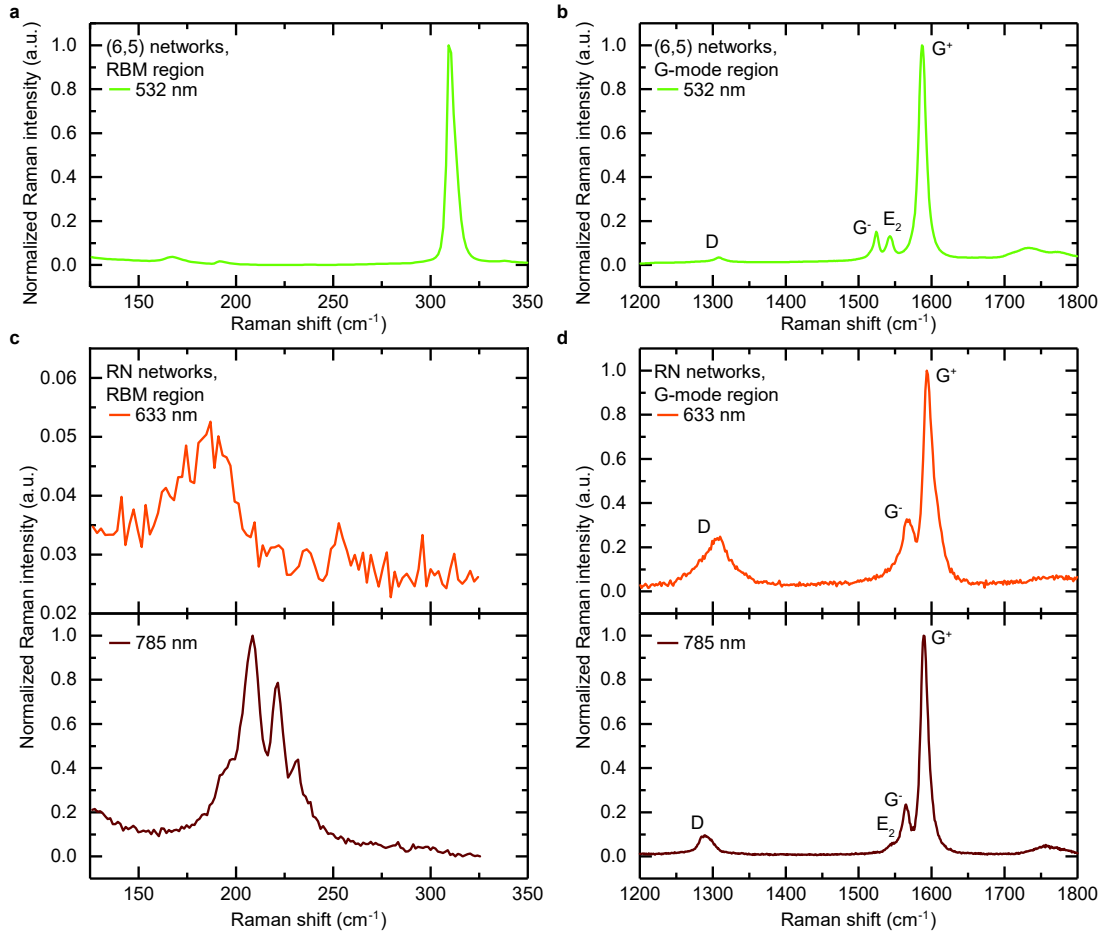 a
(6,5) networks,
RBM region
532 nm
Normalized Raman intensity (a.u.)
1.0
0.8
0.6
0.4
0.2
0.0
150 200 250 300 350
Raman shift (cm⁻¹)
b
(6,5) networks,
G-mode region
532 nm
G⁺
G⁻
E₂
D
Normalized Raman intensity (a.u.)
1.0
0.8
0.6
0.4
0.2
0.0
1200 1300 1400 1500 1600 1700 1800
Raman shift (cm⁻¹)
c
RN networks,
RBM region
633 nm
0.06
0.05
0.04
0.03
0.02
785 nm
Normalized Raman intensity (a.u.)
1.0
0.8
0.6
0.4
0.2
0.0
150 200 250 300 350
Raman shift (cm⁻¹)
d
RN networks,
G-mode region
633 nm
G⁺
G⁻
D
1.0
0.8
0.6
0.4
0.2
0.0
785 nm
G⁺
G⁻
E₂
D
Normalized Raman intensity (a.u.)
1.0
0.8
0.6
0.4
0.2
0.0
1200 1300 1400 1500 1600 1700 1800
Raman shift (cm⁻¹)